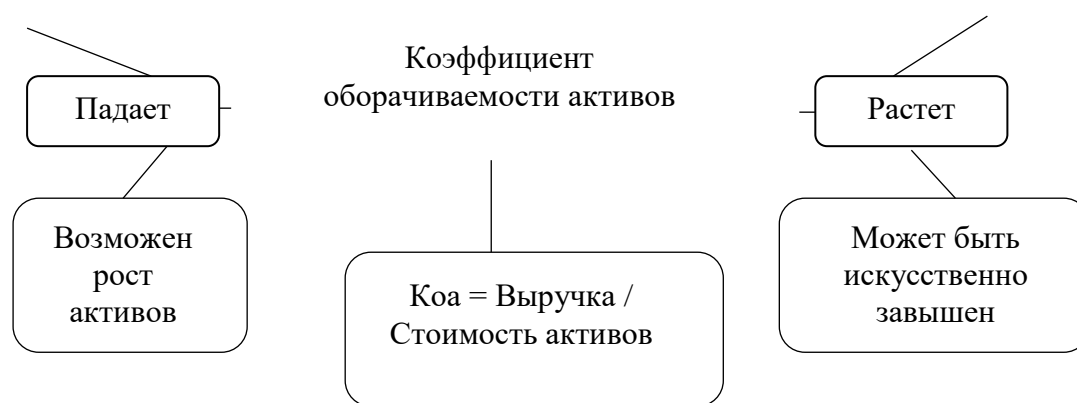 Коэффициент
оборачиваемости активов
Падает
Растет
Возможен
рост
активов
Коа = Выручка /
Стоимость активов
Может быть
искусственно
завышен